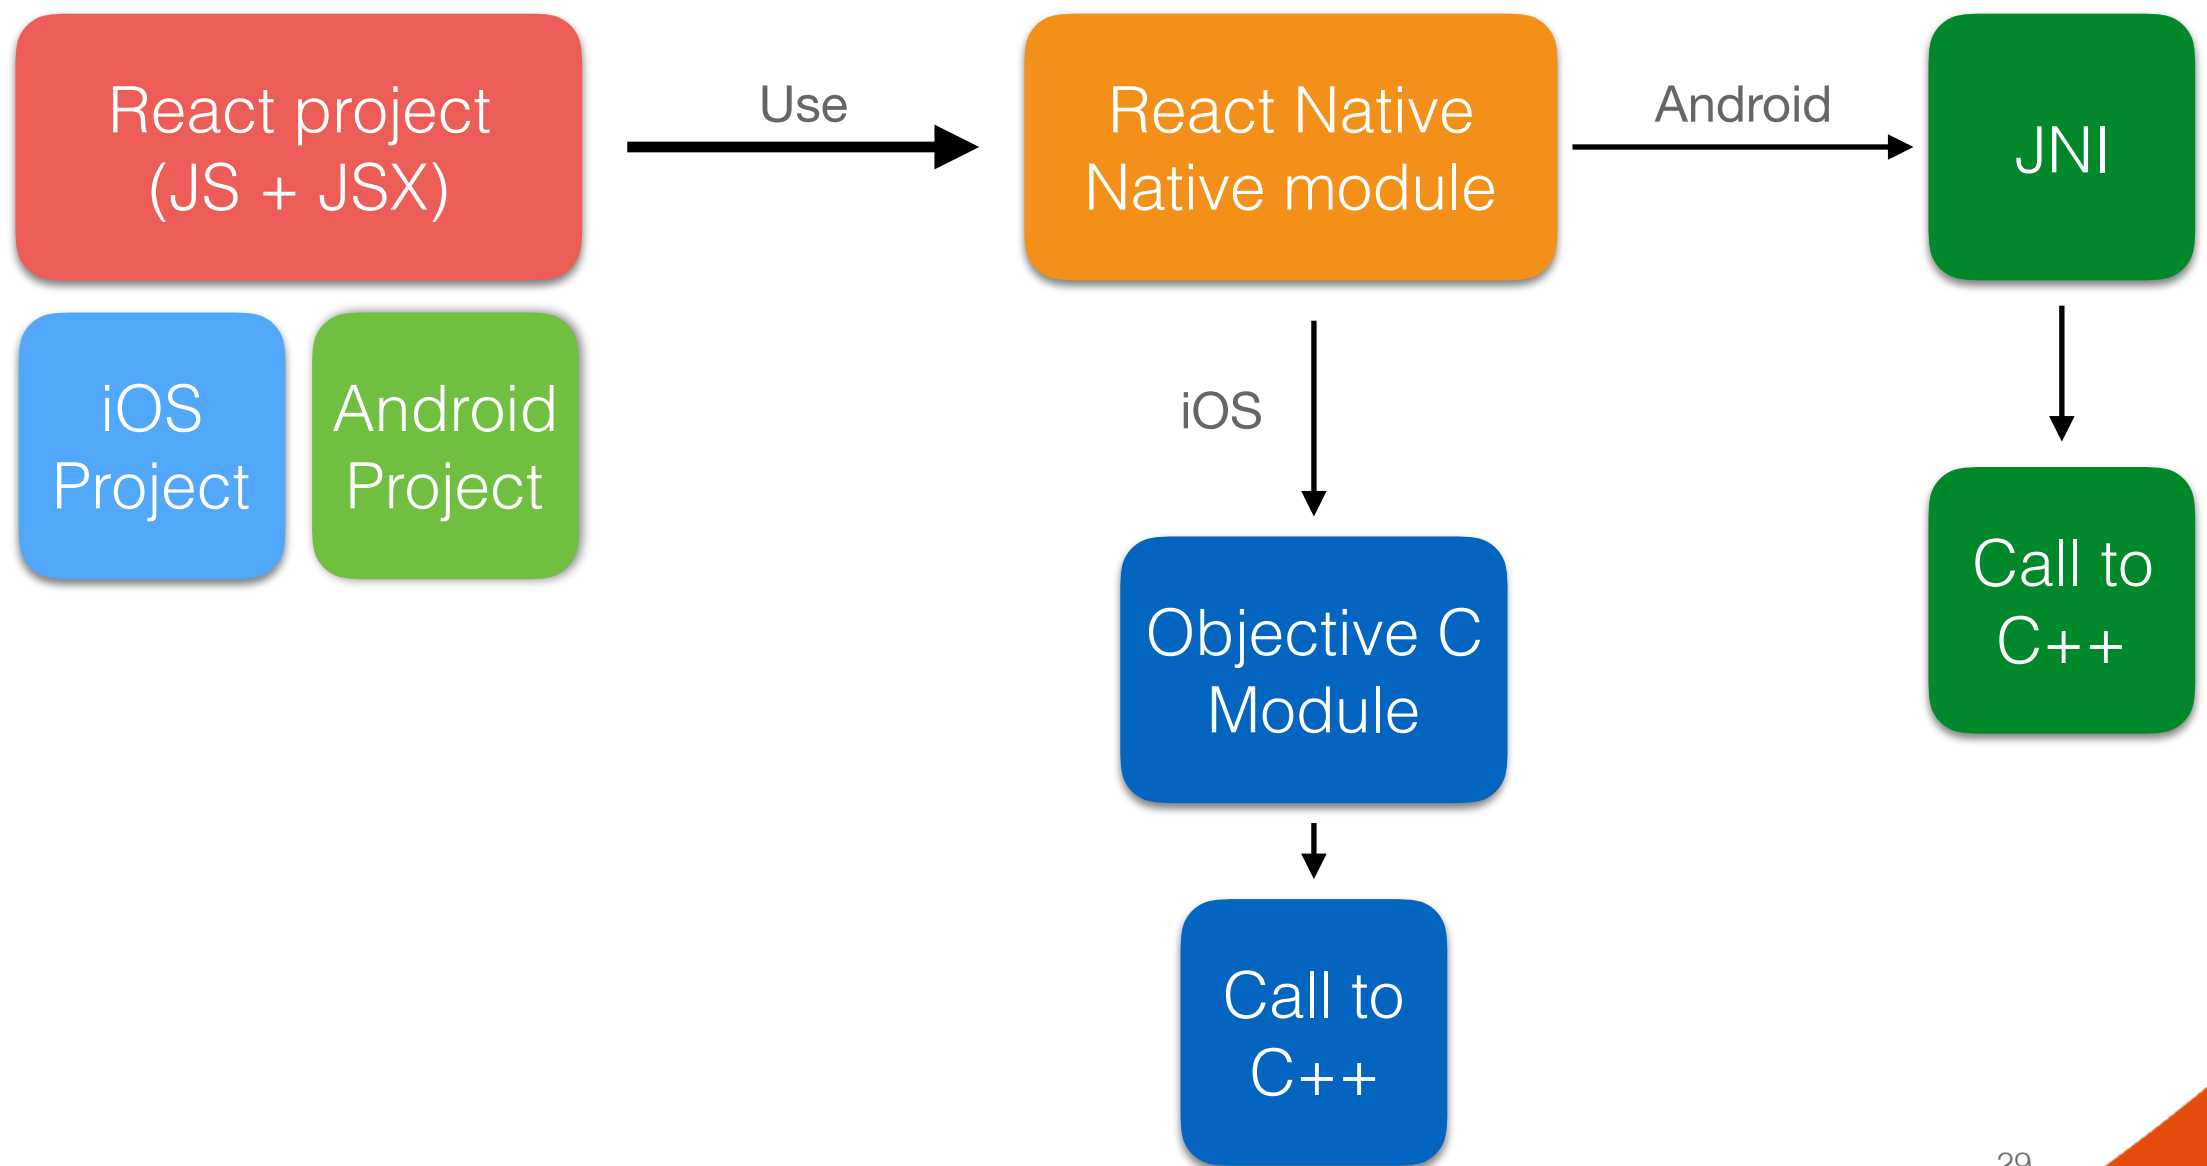 React project
(JS + JSX)
Use
React Native
Native module
Android
JNI
iOS
Project
Android
Project
iOS
Objective C
Module
Call to
C++
Call to
C++
29